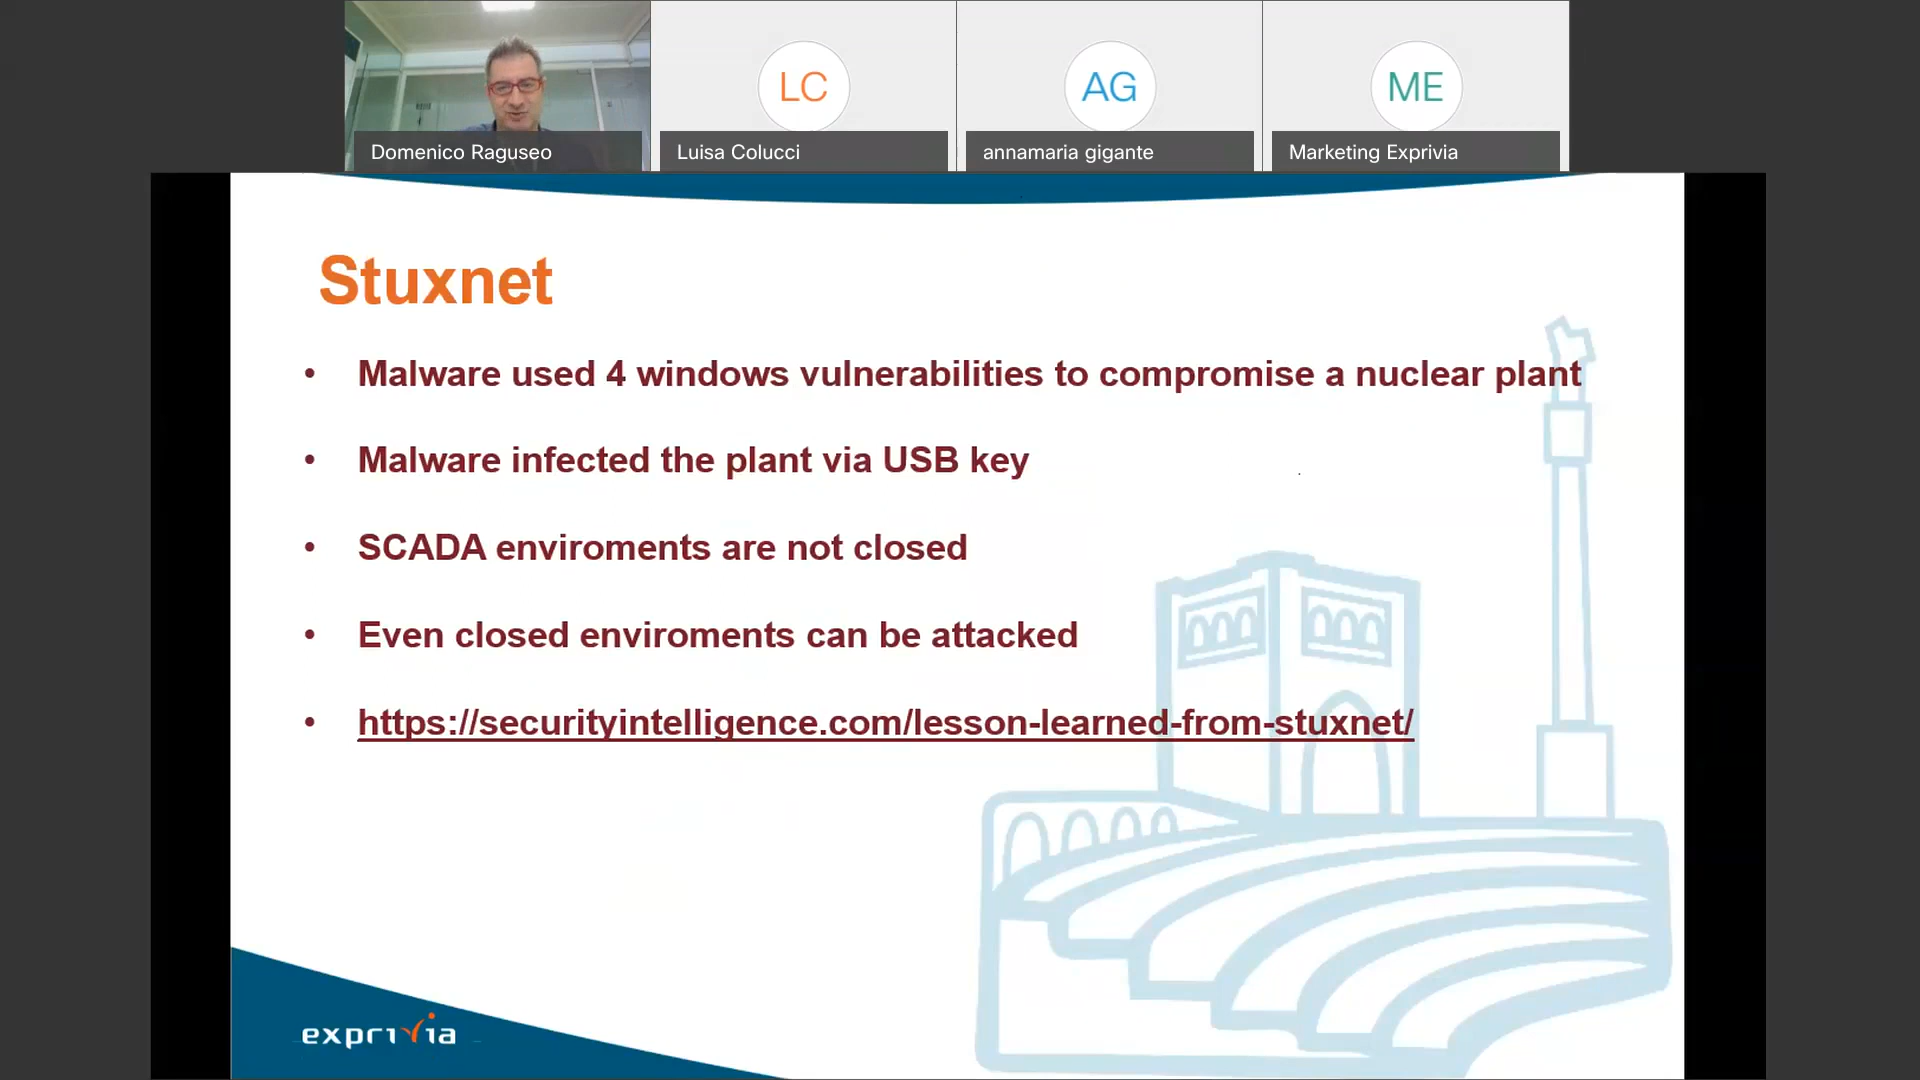 LC
AG
ME
Domenico Raguseo
Luisa Colucci
annamaria gigante
Marketing Exprivia
Stuxnet
• Malware used 4 windows vulnerabilities to compromise a nuclear plant
• Malware infected the plant via USB key
• SCADA enviroments are not closed
• Even closed enviroments can be attacked
• https://securityintelligence.com/lesson-learned-from-stuxnet/
exprivia